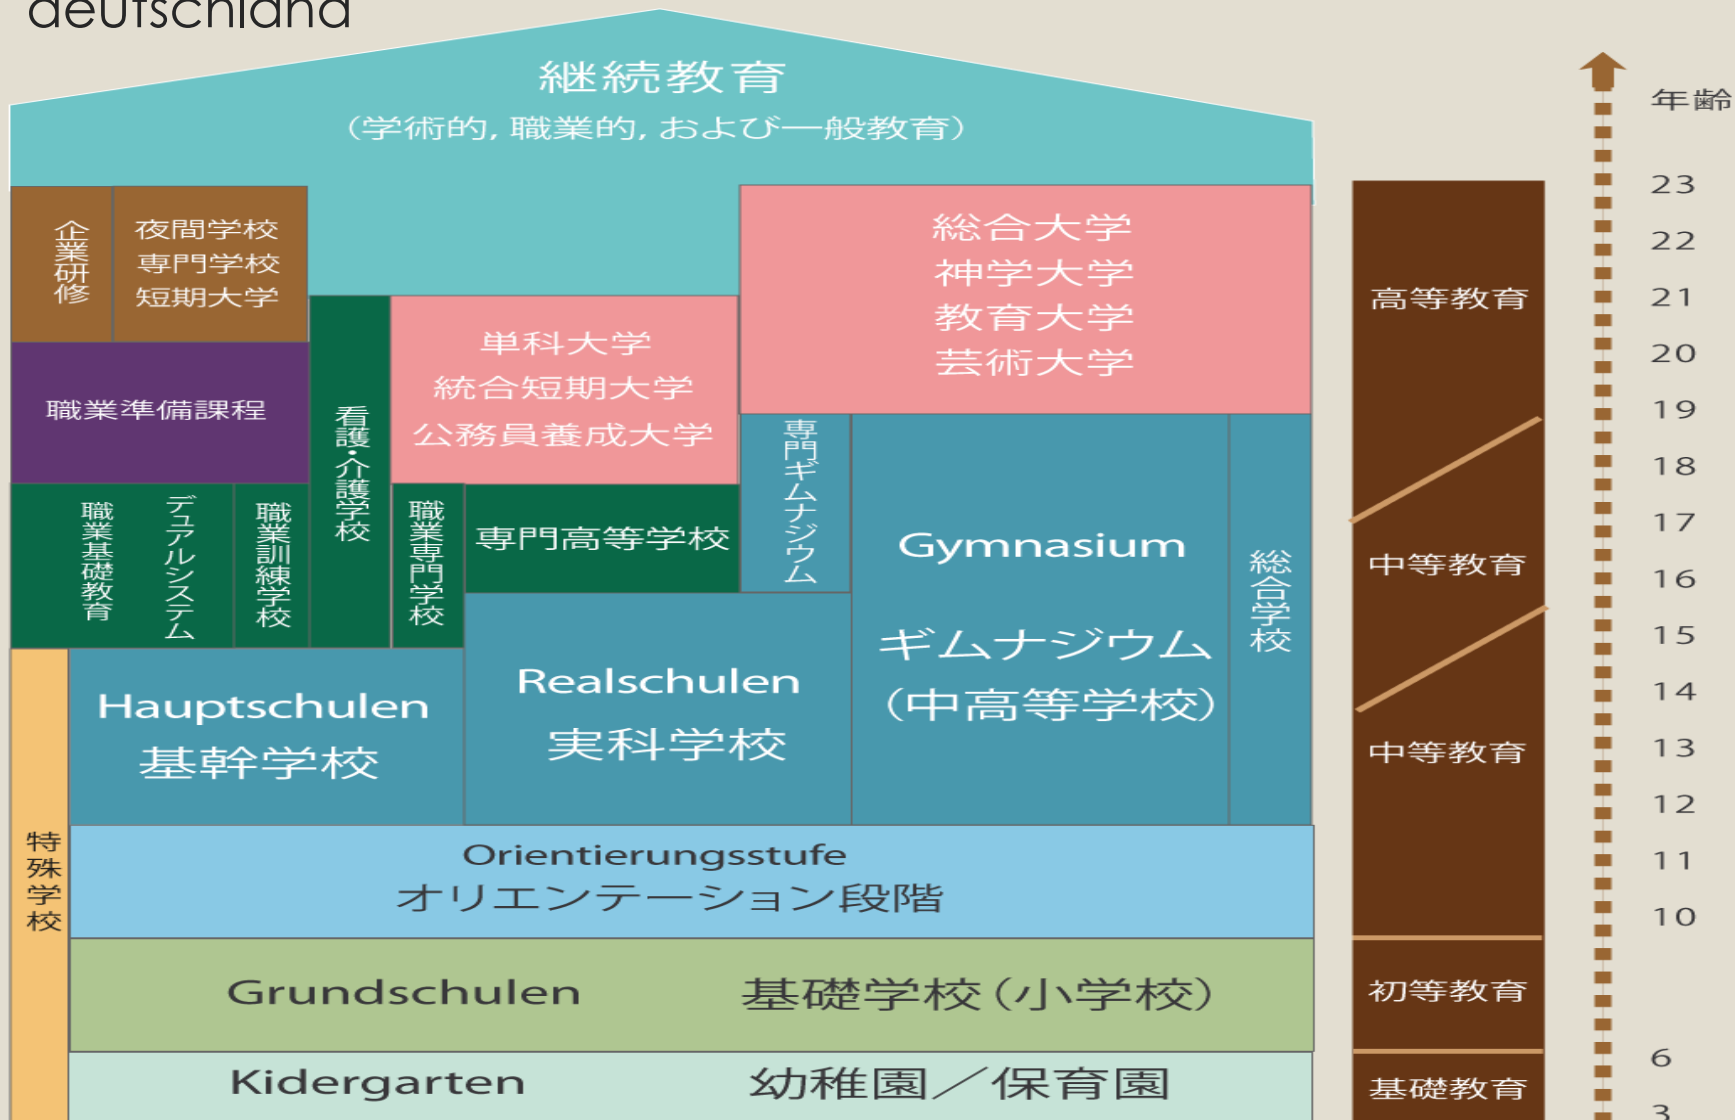 deutschland
継続教育
（学術的, 職業的, および一般教育）
年齢
企業研修
夜間学校
専門学校
短期大学
総合大学
神学大学
教育大学
芸術大学
単科大学
統合短期大学
公務員養成大学
職業準備課程
看護・介護学校
職業基礎教育
デュアルシステム
職業訓練学校
職業専門学校
専門高等学校
専門ギムナジウム
Gymnasium
ギムナジウム
（中高等学校）
総合学校
Hauptschulen
基幹学校
Realschulen
実科学校
特殊学校
Orientierungsstufe
オリエンテーション段階
Grundschulen 基礎学校（小学校）
Kidergarten 幼稚園／保育園
高等教育
中等教育
中等教育
初等教育
基礎教育
23
22
21
20
19
18
17
16
15
14
13
12
11
10
6
3